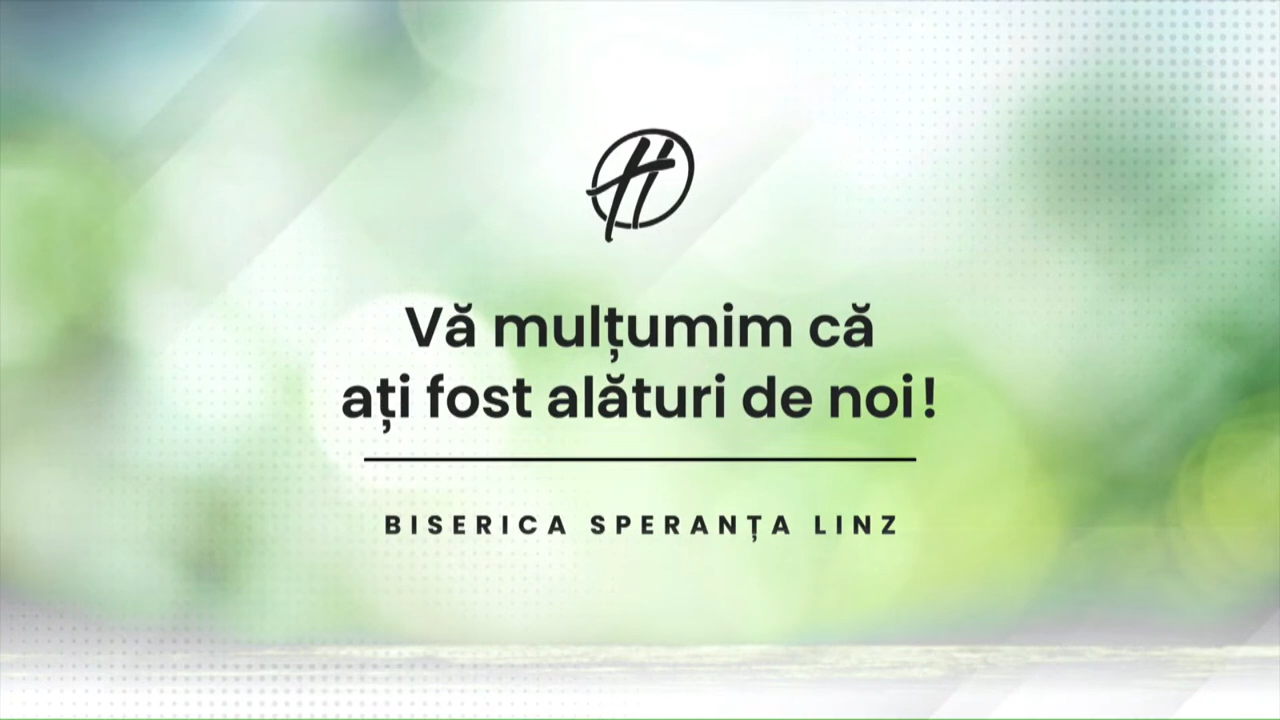 Vă mulțumim că
ați fost alături de noi!
BISERICA SPERANȚA LINZ